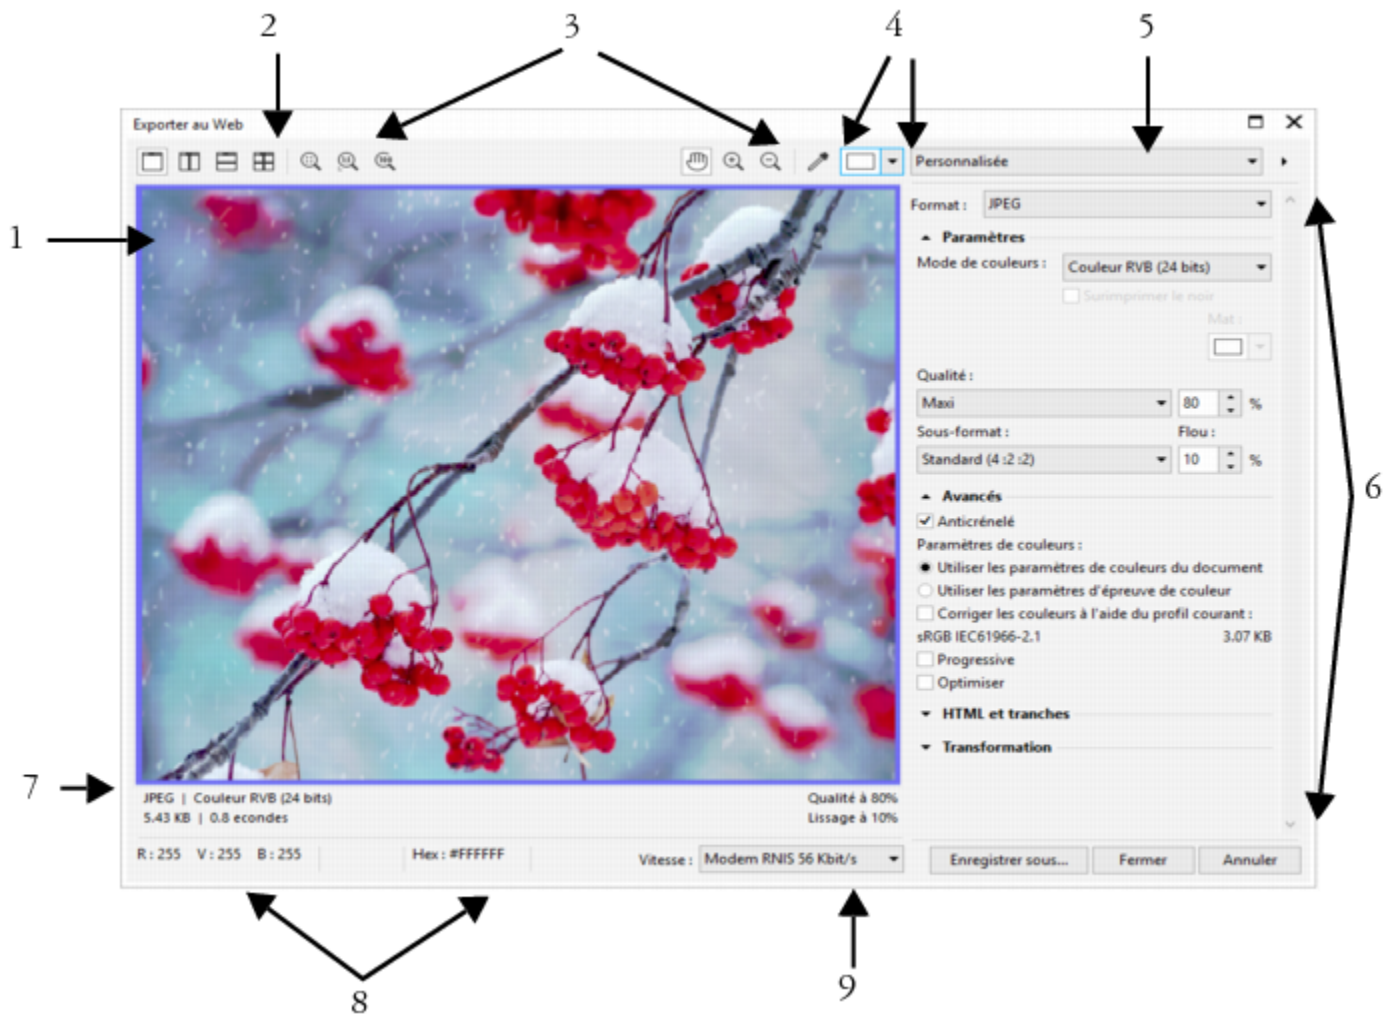 2
3
4
5
Exporter au Web
Personnalisée
Format : JPEG
1
Paramètres
Mode de couleurs : Couleur RVB (24 bits)
Surimprimer le noir
Mat :
Qualité :
Maxi 80 %
Sous-format : Flou :
Standard (4 :2 :2) 10 %
6
Avancés
Anticrénelé
Paramètres de couleurs :
Utiliser les paramètres de couleurs du document
Utiliser les paramètres d'épreuve de couleur
Corriger les couleurs à l'aide du profil courant :
sRGB IEC61966-2.1 3.07 KB
Progressive
Optimiser
HTML et tranches
Transformation
7
JPEG | Couleur RVB (24 bits) Qualité à 80%
5.43 KB | 0.8 econdes Lissage à 10%
R : 255 V : 255 B : 255 Hex : #FFFFFF Vitesse : Modem RNIS 56 Kbit/s
Enregistrer sous... Fermer Annuler
8
9